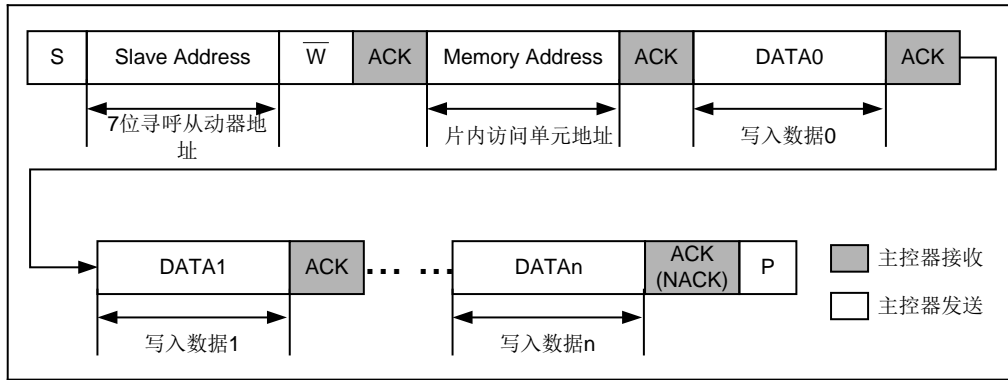 S Slave Address W̅ ACK Memory Address ACK DATA0 ACK
7位寻呼从动器地
址
片内访问单元地址
写入数据0
DATA1 ACK ... ... DATAn ACK
(NACK) P
主控器接收
主控器发送
写入数据1
写入数据n